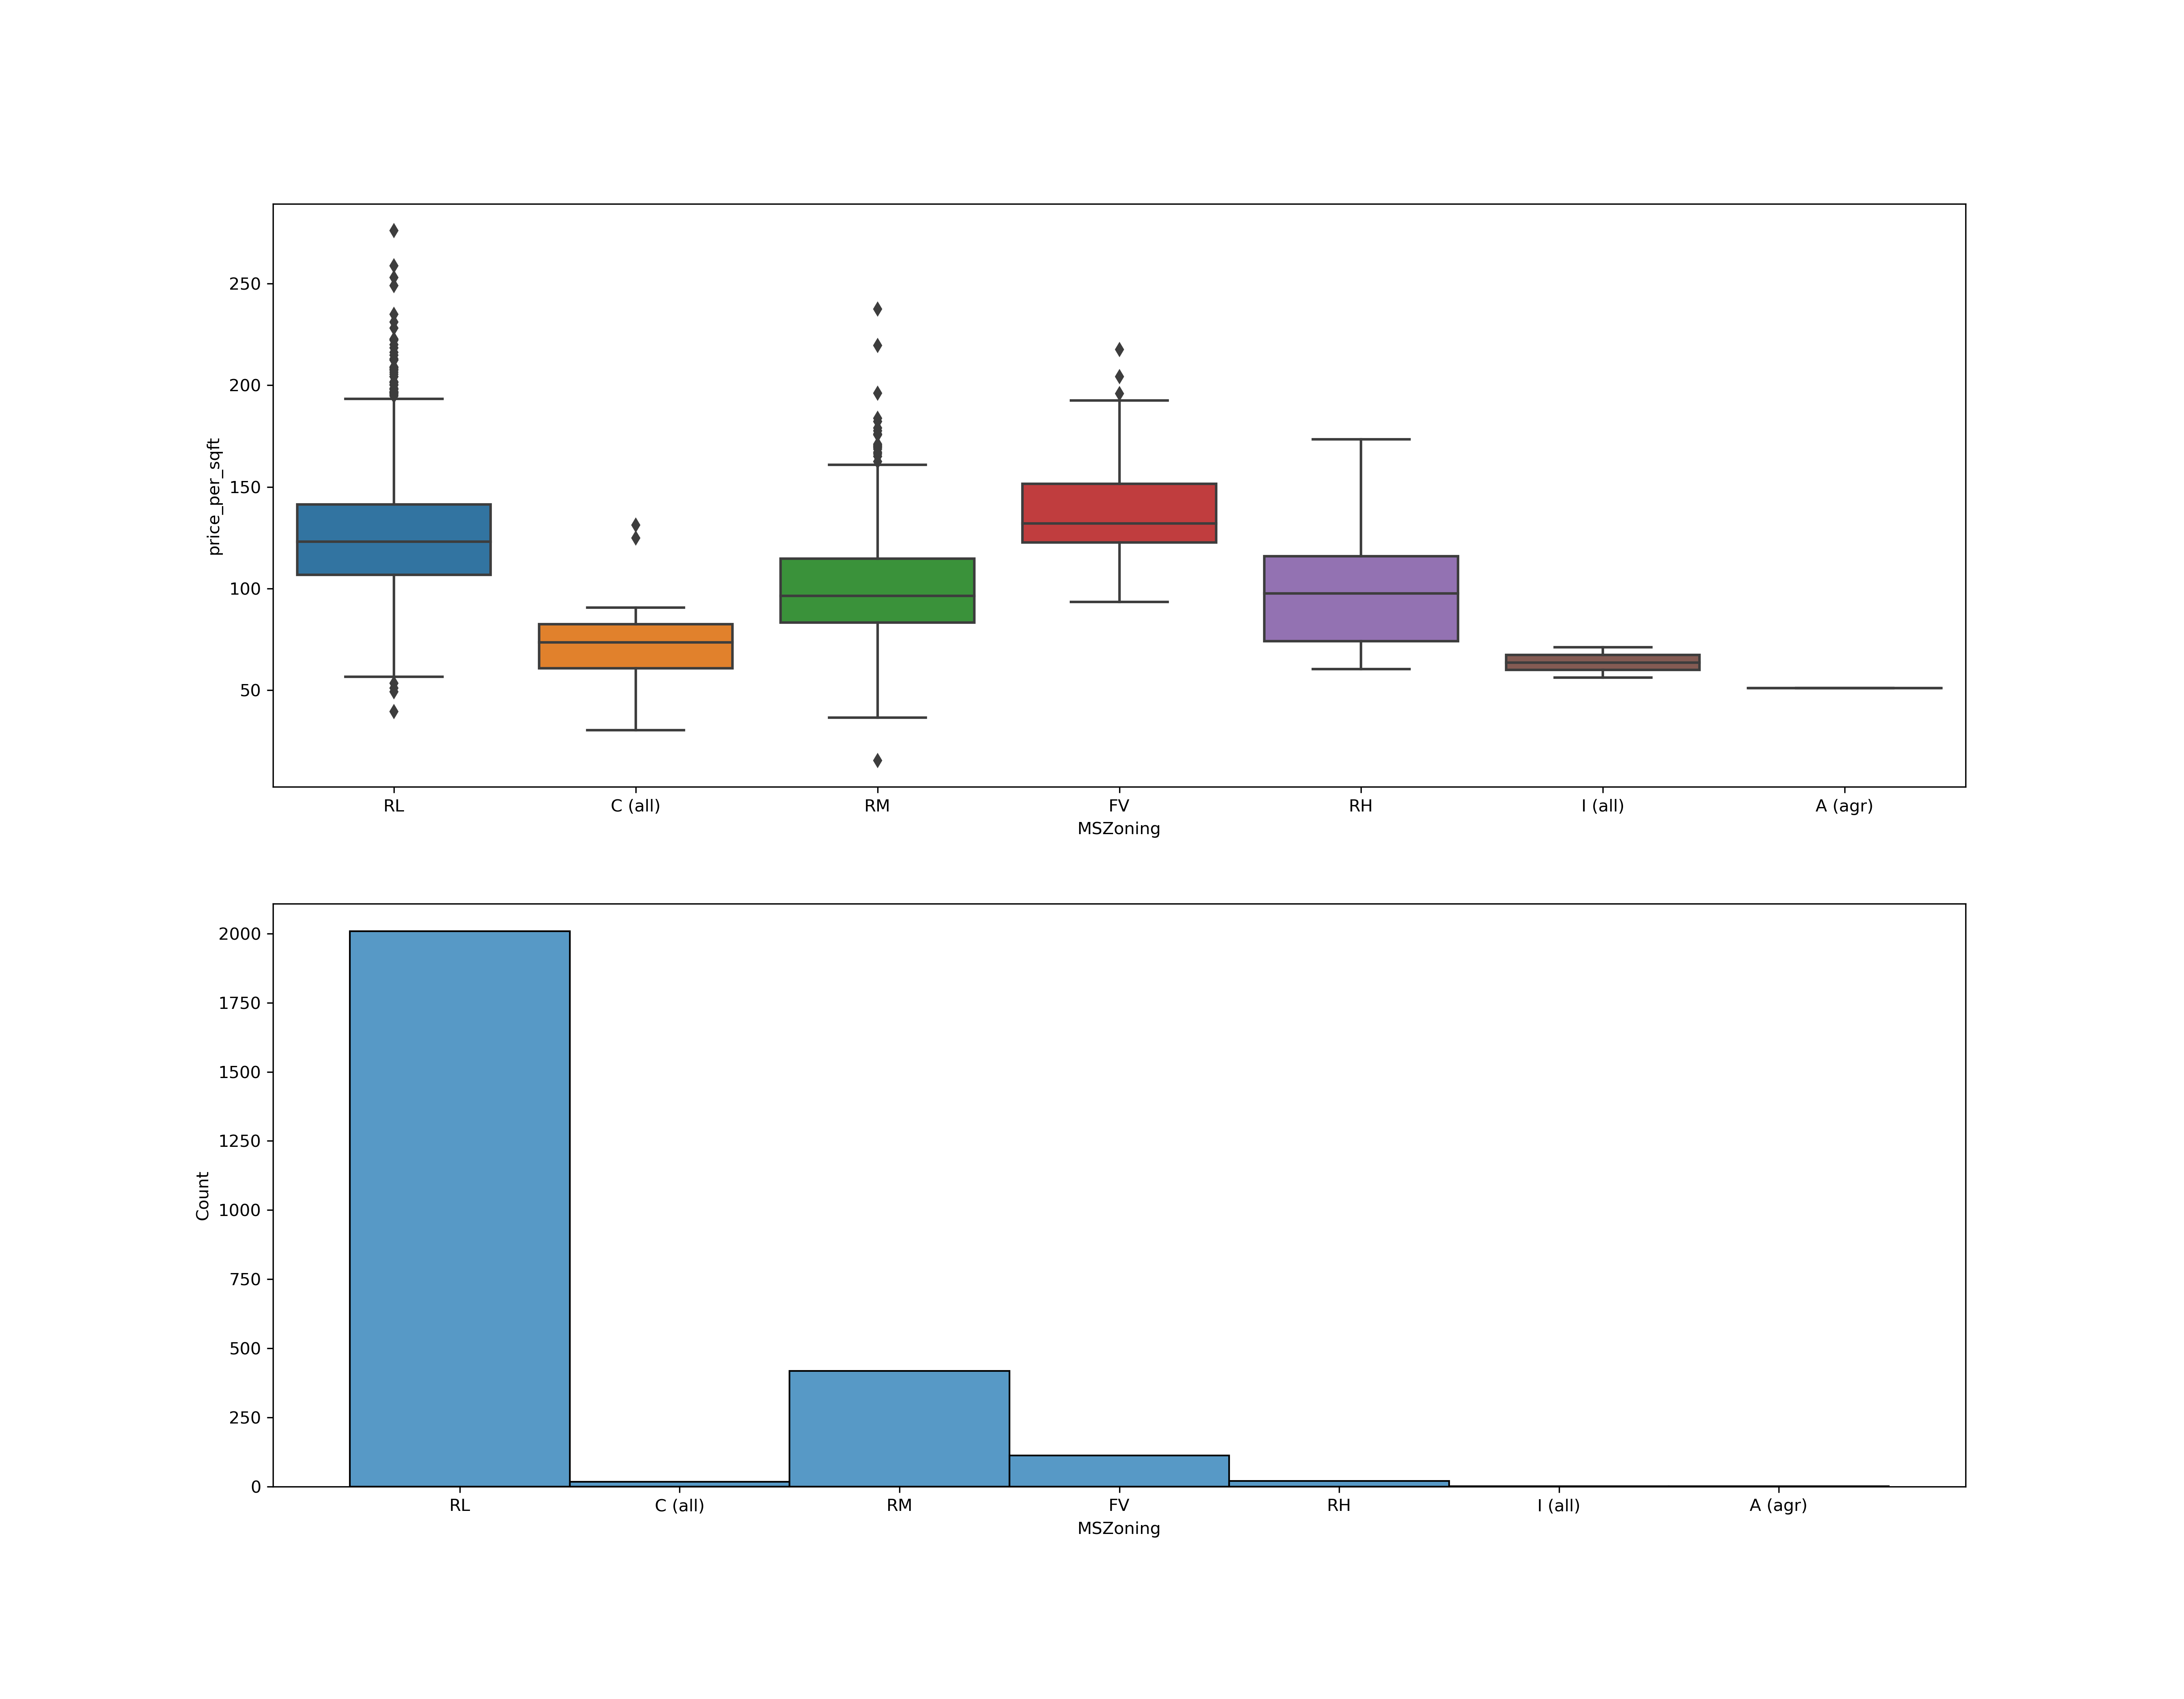 250
200
150
100
50
price_per_sqft
RL C (all) RM FV RH I (all) A (agr)
MSZoning
2000
1750
1500
1250
1000
750
500
250
0
Count
RL C (all) RM FV RH I (all) A (agr)
MSZoning